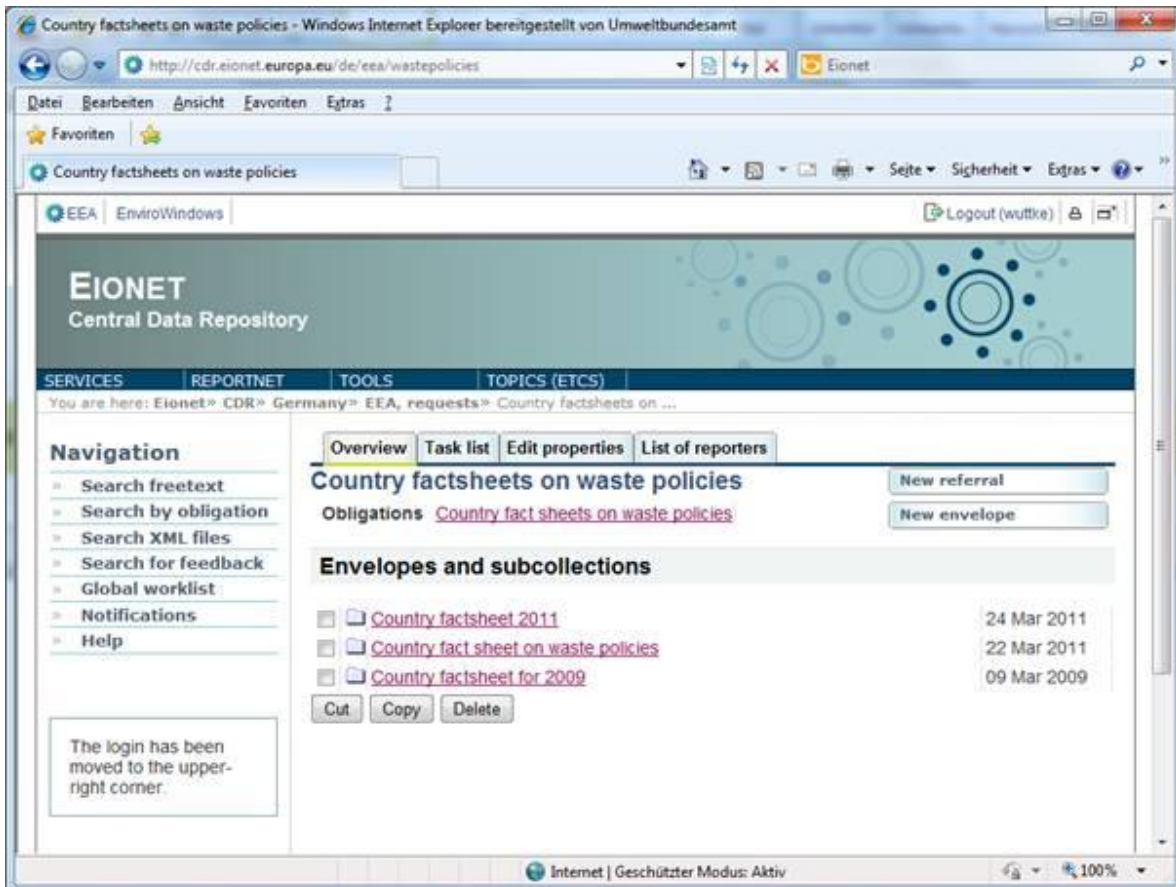 Country factsheets on waste policies - Windows Internet Explorer bereitgestellt von Umweltbundesamt
http://cdr.eionet.europa.eu/de/eea/wastepolicies
Eionet
Datei Bearbeiten Ansicht Favoriten Extras ?
Favoriten
Country factsheets on waste policies
Seite Sicherheit Extras
EEA EnviroWindows
Logout (wuttke)
EIONET
Central Data Repository
SERVICES REPORTNET TOOLS TOPICS (ETCS)
You are here: Eionet» CDR» Germany» EEA, requests» Country factsheets on ...
Navigation
Search freetext
Search by obligation
Search XML files
Search for feedback
Global worklist
Notifications
Help
The login has been
moved to the upper-
right corner.
Overview Task list Edit properties List of reporters
Country factsheets on waste policies
New referral
Obligations Country fact sheets on waste policies
New envelope
Envelopes and subcollections
Country factsheet 2011 24 Mar 2011
Country fact sheet on waste policies 22 Mar 2011
Country factsheet for 2009 09 Mar 2009
Cut Copy Delete
Internet | Geschützter Modus: Aktiv
100%